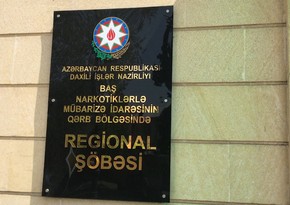 AZƏRBAYCAN RESPUBLİKASI
DAXİLİ İŞLƏR NAZİRLİYİ
BAŞ
NARKOTİKLƏRLƏ
MÜBARİZƏ İDARƏSİNİN
QƏRB BÖLGƏSİNDƏ
REGIONAL
ŞÖBƏSİ